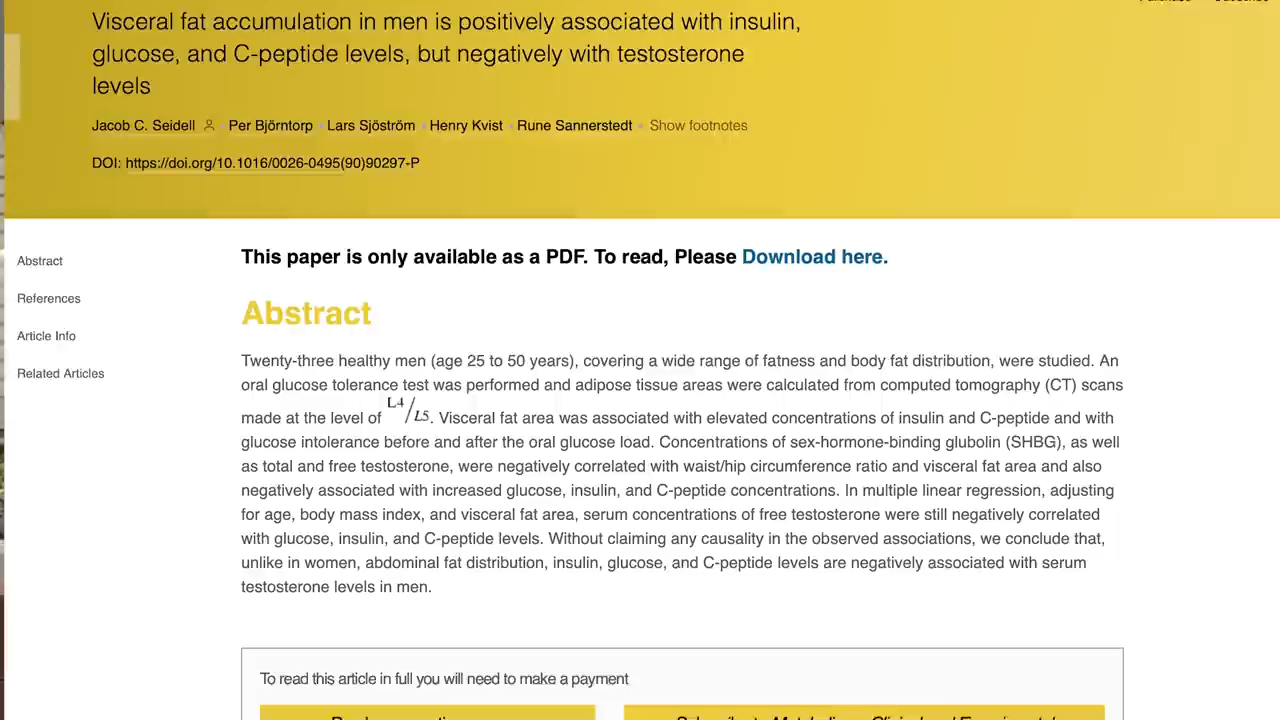 Visceral fat accumulation in men is positively associated with insulin,
glucose, and C-peptide levels, but negatively with testosterone
levels
Jacob C. Seidell • Per Björntorp • Lars Sjöström • Henry Kvist • Rune Sannerstedt • Show footnotes
DOI: https://doi.org/10.1016/0026-0495(90)90297-P
Abstract
References
Article Info
Related Articles
This paper is only available as a PDF. To read, Please Download here.
Abstract
Twenty-three healthy men (age 25 to 50 years), covering a wide range of fatness and body fat distribution, were studied. An
oral glucose tolerance test was performed and adipose tissue areas were calculated from computed tomography (CT) scans
made at the level of L4/L5. Visceral fat area was associated with elevated concentrations of insulin and C-peptide and with
glucose intolerance before and after the oral glucose load. Concentrations of sex-hormone-binding glubolin (SHBG), as well
as total and free testosterone, were negatively correlated with waist/hip circumference ratio and visceral fat area and also
negatively associated with increased glucose, insulin, and C-peptide concentrations. In multiple linear regression, adjusting
for age, body mass index, and visceral fat area, serum concentrations of free testosterone were still negatively correlated
with glucose, insulin, and C-peptide levels. Without claiming any causality in the observed associations, we conclude that,
unlike in women, abdominal fat distribution, insulin, glucose, and C-peptide levels are negatively associated with serum
testosterone levels in men.
To read this article in full you will need to make a payment